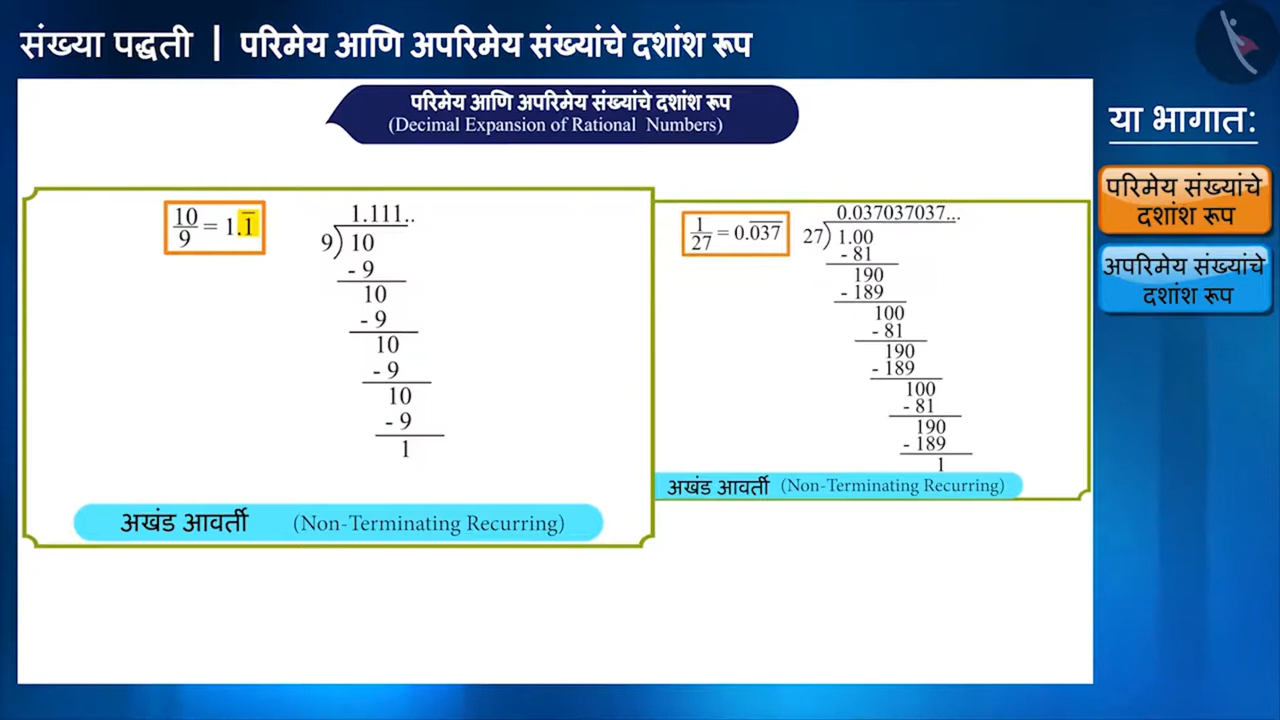 संख्या पद्धती | परिमेय आणि अपरिमेय संख्यांचे दशांश रूप
परिमेय आणि अपरिमेय संख्यांचे दशांश रूप
(Decimal Expansion of Rational Numbers)
10/9 = 1.1̅
1.111..
9) 10
- 9
10
- 9
10
- 9
10
- 9
1
अखंड आवर्ती (Non-Terminating Recurring)
1/27 = 0.0̅3̅7̅
0.037037037...
27) 1.00
- 81
190
- 189
100
- 81
190
- 189
100
- 81
190
- 189
1
अखंड आवर्ती (Non-Terminating Recurring)
या भागात:
परिमेय संख्यांचे
दशांश रूप
अपरिमेय संख्यांचे
दशांश रूप